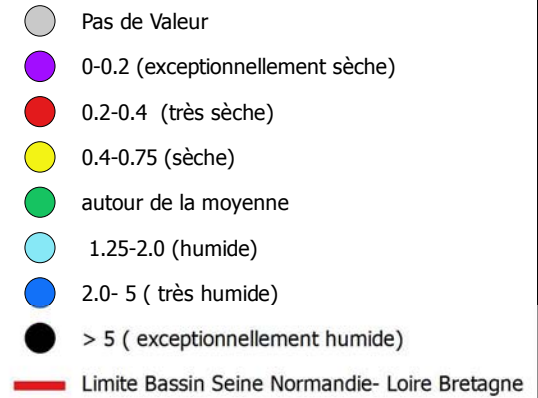 Pas de Valeur
0-0.2 (exceptionnellement sèche)
0.2-0.4 (très sèche)
0.4-0.75 (sèche)
autour de la moyenne
1.25-2.0 (humide)
2.0- 5 ( très humide)
> 5 ( exceptionnellement humide)
Limite Bassin Seine Normandie- Loire Bretagne